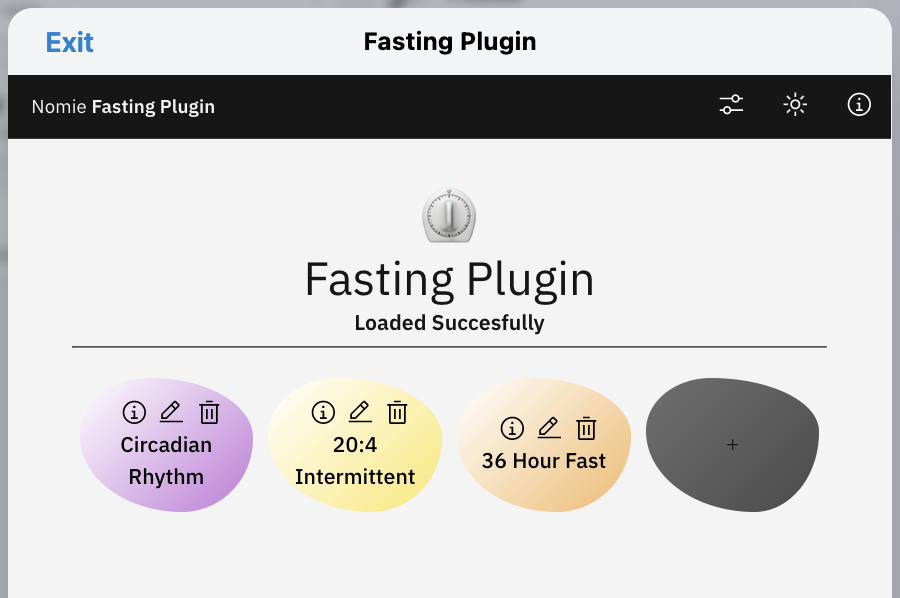 Exit
Fasting Plugin
Nomie Fasting Plugin
Fasting Plugin
Loaded Succesfully
Circadian
Rhythm
20:4
Intermittent
36 Hour Fast
+